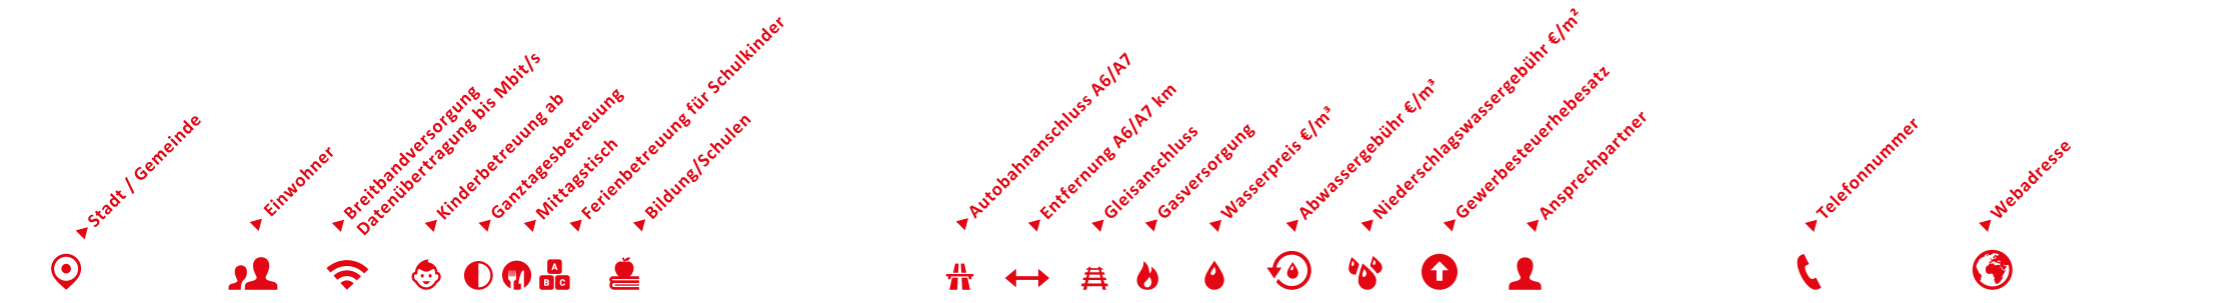 Stadt / Gemeinde
Einwohner
Breitbandversorgung
Datenübertragung bis Mbit/s
Kinderbetreuung ab
Ganztagesbetreuung
Mittagstisch
Ferienbetreuung für Schulkinder
Bildung/Schulen
Autobahnanschluss A6/A7
Entfernung A6/A7 km
Gleisanschluss
Gasversorgung
Wasserpreis €/m³
Abwassergebühr €/m³
Niederschlagswassergebühr €/m²
Gewerbesteuerhebesatz
Ansprechpartner
Telefonnummer
Webadresse
A
B C